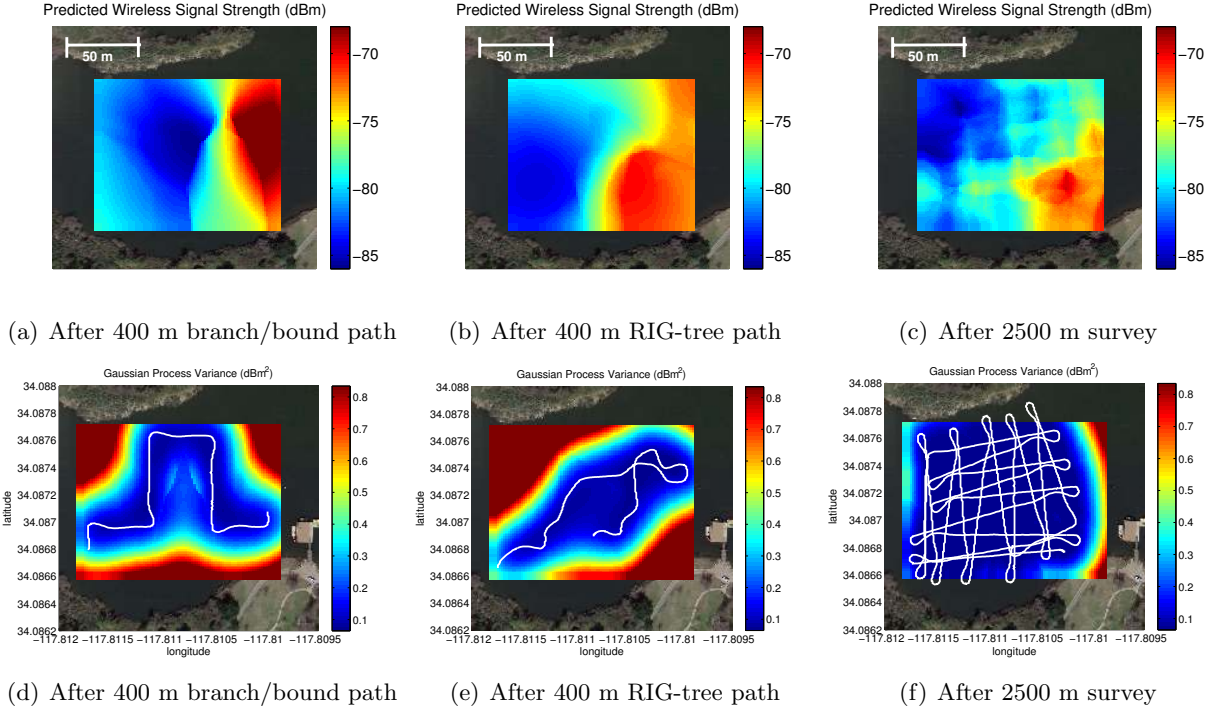 Predicted Wireless Signal Strength (dBm)
50 m
−70
−75
−80
−85
(a) After 400 m branch/bound path
Predicted Wireless Signal Strength (dBm)
50 m
−70
−75
−80
−85
(b) After 400 m RIG-tree path
Predicted Wireless Signal Strength (dBm)
50 m
−70
−75
−80
−85
(c) After 2500 m survey
Gaussian Process Variance (dBm²)
34.088
34.0878
34.0876
34.0874
34.0872
34.087
34.0868
34.0866
34.0864
34.0862
latitude
−117.812 −117.8115 −117.811 −117.8105 −117.81 −117.8095
longitude
0.8
0.7
0.6
0.5
0.4
0.3
0.2
0.1
(d) After 400 m branch/bound path
Gaussian Process Variance (dBm²)
34.088
34.0878
34.0876
34.0874
34.0872
34.087
34.0868
34.0866
34.0864
34.0862
latitude
−117.812 −117.8115 −117.811 −117.8105 −117.81 −117.8095
longitude
0.8
0.7
0.6
0.5
0.4
0.3
0.2
0.1
(e) After 400 m RIG-tree path
Gaussian Process Variance (dBm²)
34.088
34.0878
34.0876
34.0874
34.0872
34.087
34.0868
34.0866
34.0864
34.0862
latitude
−117.812 −117.8115 −117.811 −117.8105 −117.81 −117.8095
longitude
0.8
0.7
0.6
0.5
0.4
0.3
0.2
0.1
(f) After 2500 m survey